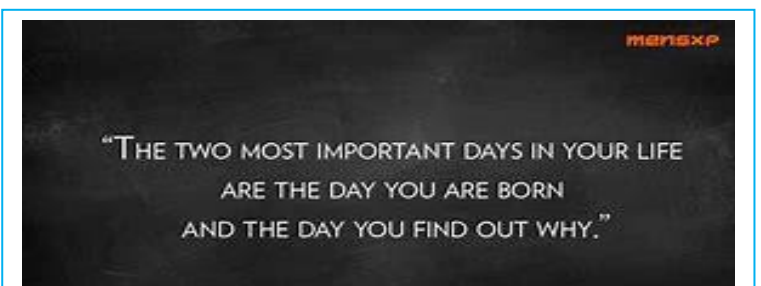 mensxp
“The two most important days in your life
are the day you are born
and the day you find out why.”